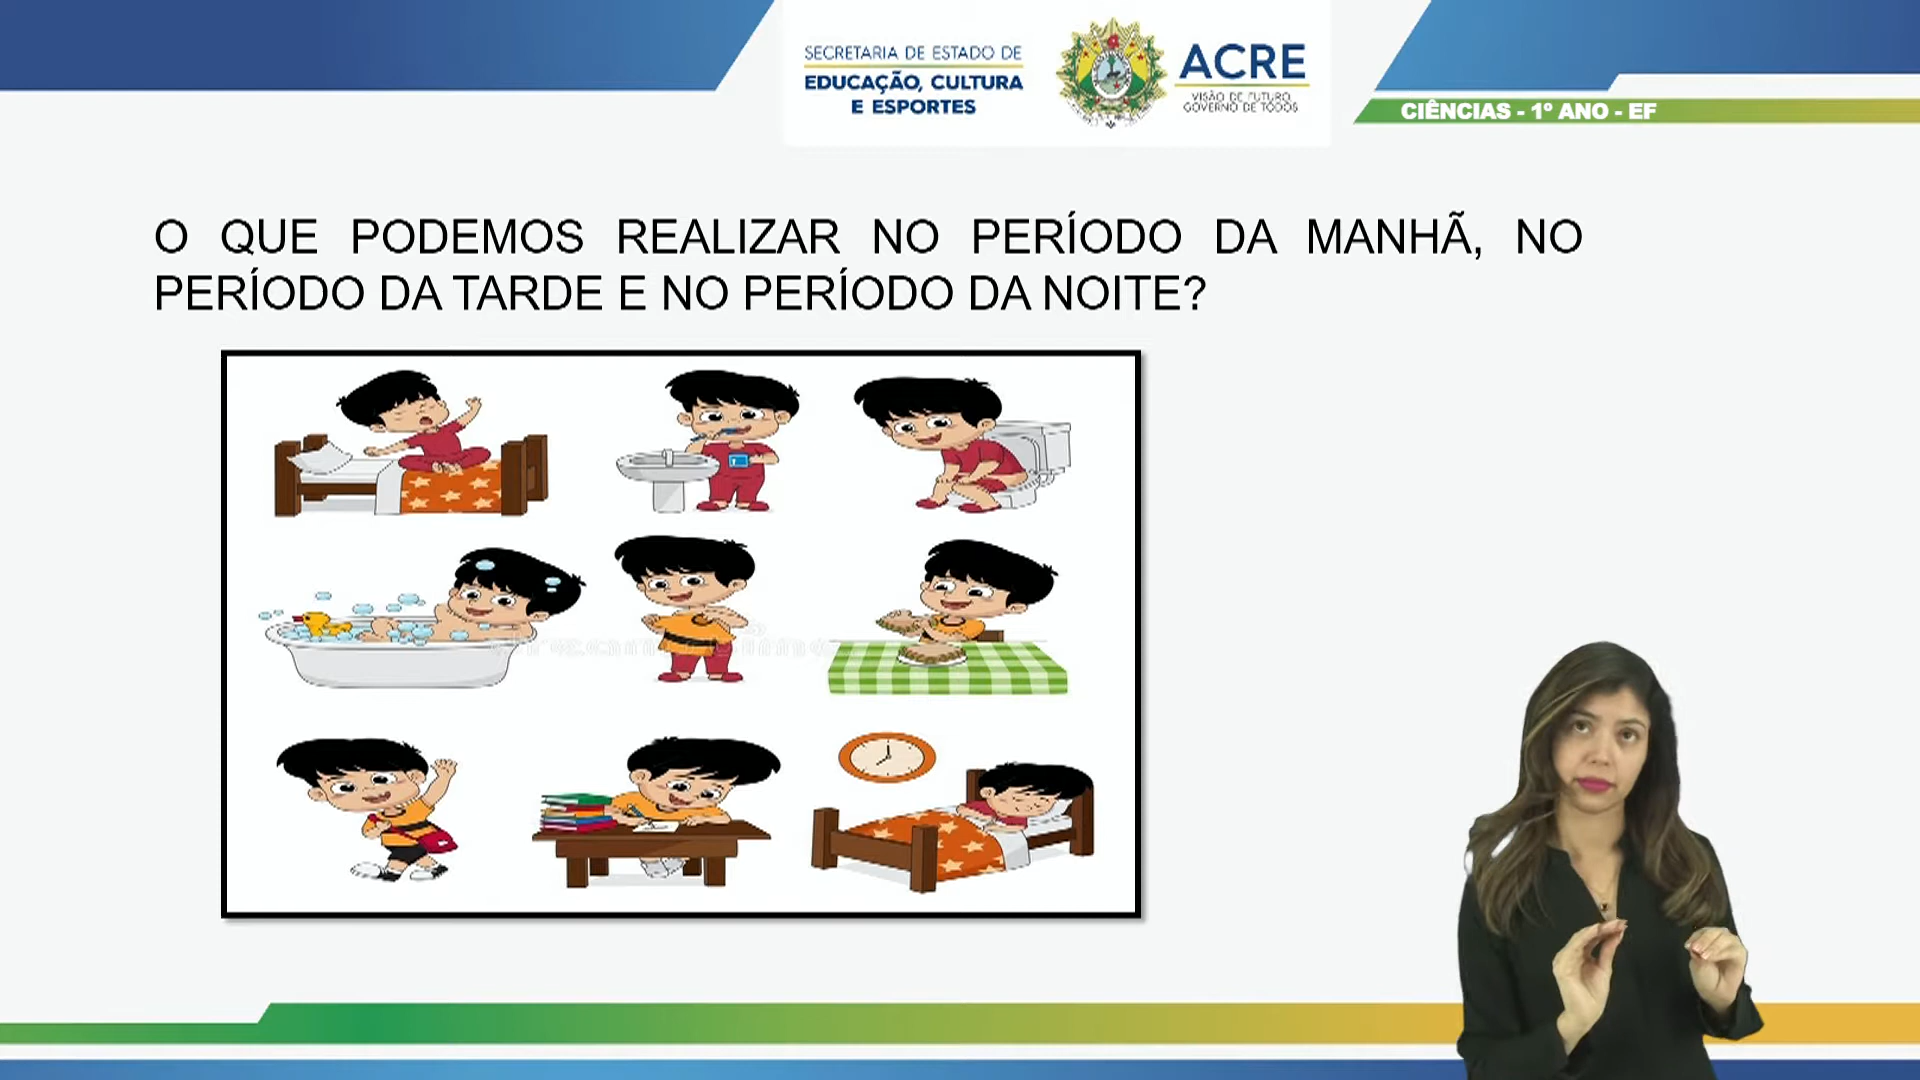 SECRETARIA DE ESTADO DE
EDUCAÇÃO, CULTURA
E ESPORTES
ACRE
VISÃO DE FUTURO,
GOVERNO DE TODOS
CIÊNCIAS - 1º ANO - EF
O QUE PODEMOS REALIZAR NO PERÍODO DA MANHÃ, NO
PERÍODO DA TARDE E NO PERÍODO DA NOITE?